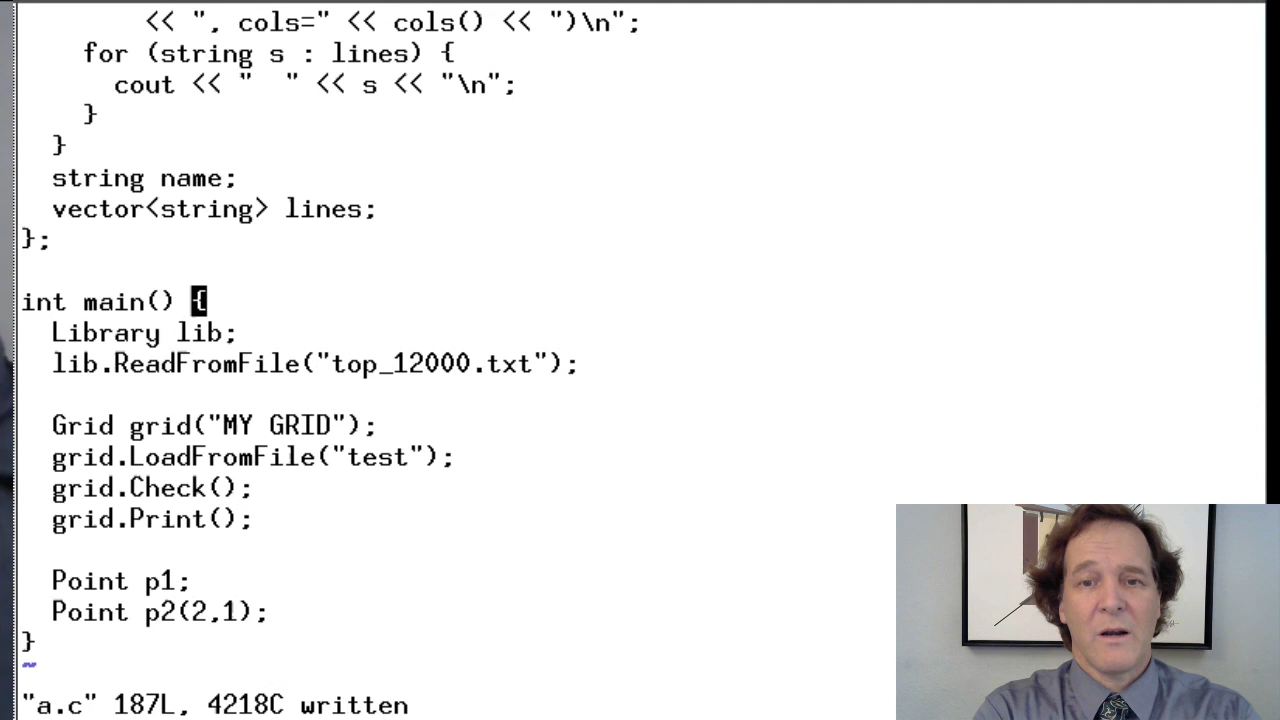 << ", cols=" << cols() << ")\n";
for (string s : lines) {
cout << "  " << s << "\n";
}
}
string name;
vector<string> lines;
};
int main() {
Library lib;
lib.ReadFromFile("top_12000.txt");
Grid grid("MY GRID");
grid.LoadFromFile("test");
grid.Check();
grid.Print();
Point p1;
Point p2(2,1);
}
~
"a.c" 187L, 4218C written